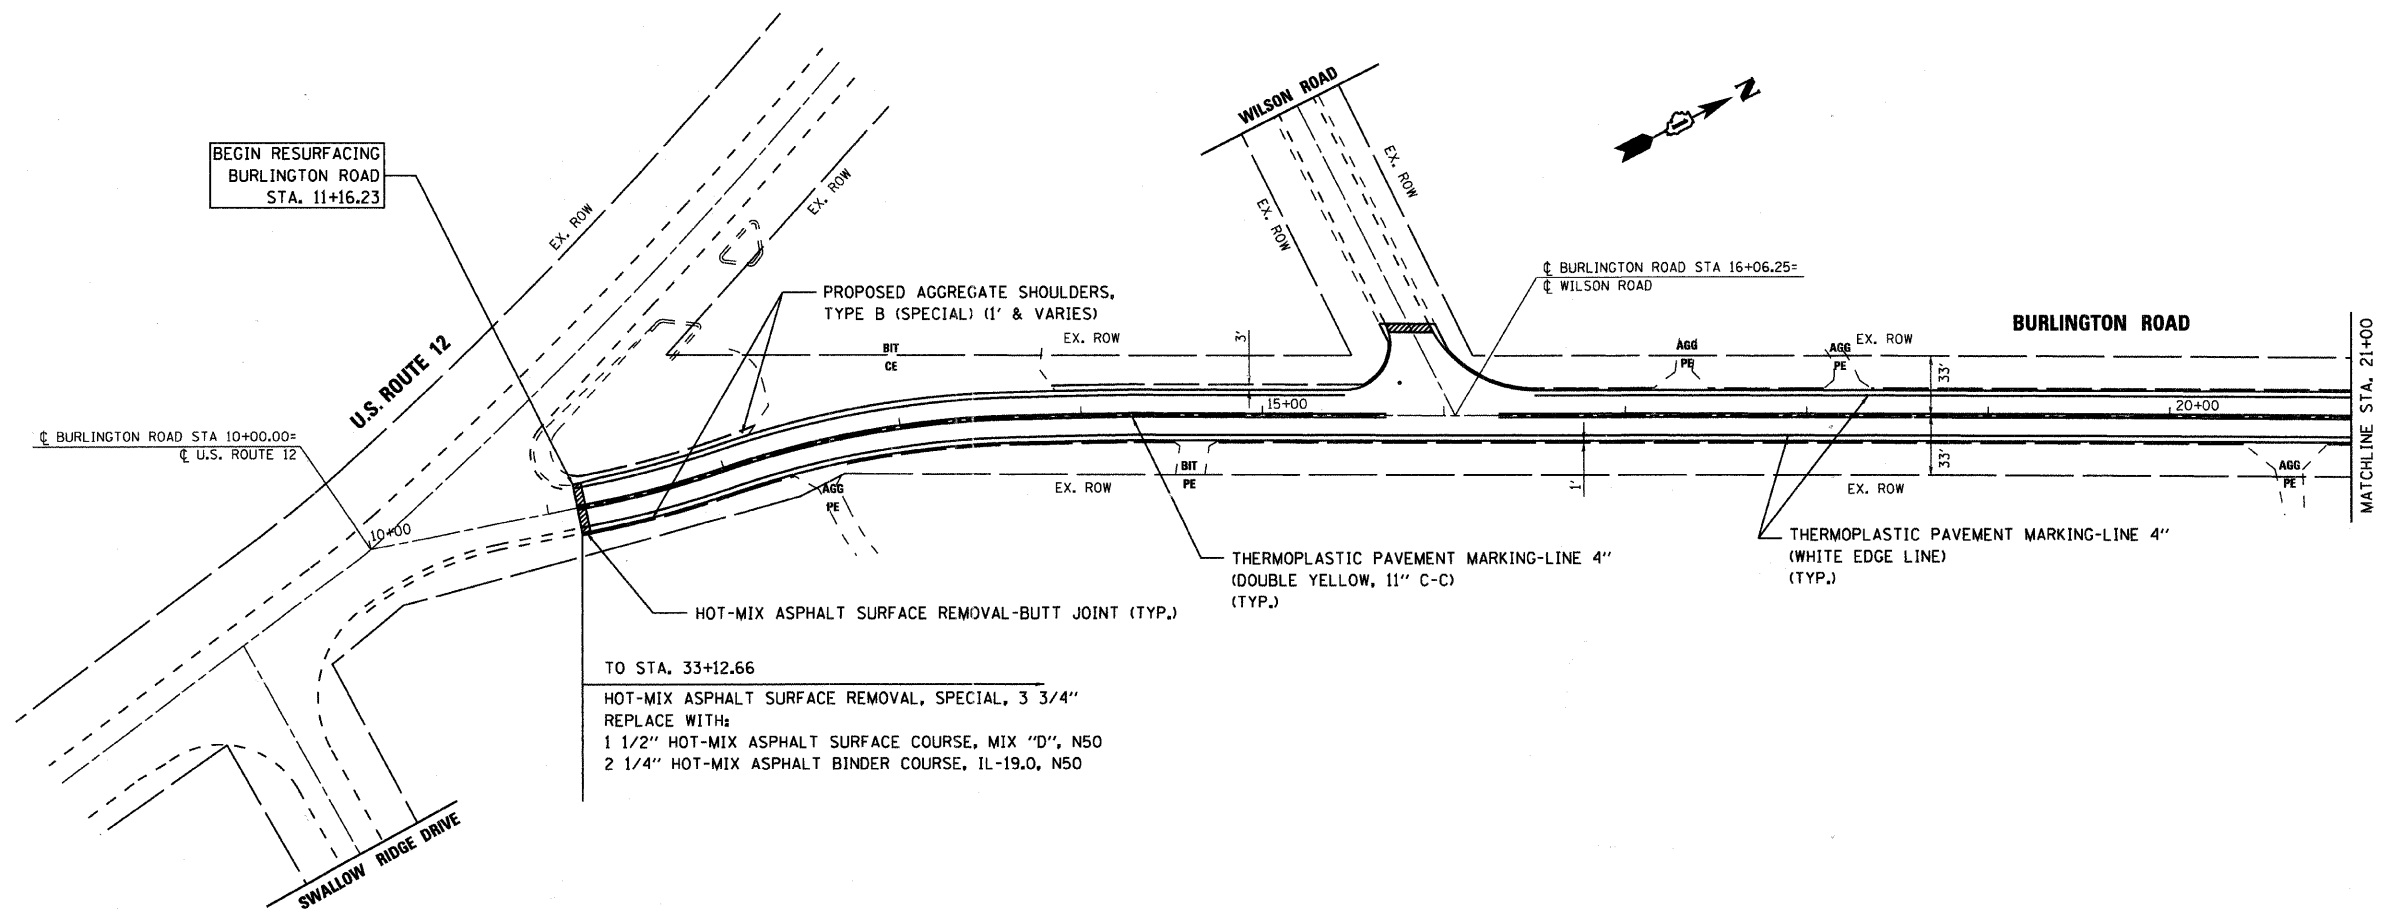 BEGIN RESURFACING
BURLINGTON ROAD
STA. 11+16.23
EX. ROW
EX. ROW
U.S. ROUTE 12
℄ BURLINGTON ROAD STA 10+00.00=
℄ U.S. ROUTE 12
10+00
PROPOSED AGGREGATE SHOULDERS,
TYPE B (SPECIAL) (1' & VARIES)
BIT
CE
EX. ROW
3'
WILSON ROAD
EX. ROW
EX. ROW
N
℄ BURLINGTON ROAD STA 16+06.25=
℄ WILSON ROAD
BURLINGTON ROAD
15+00
AGG
PE
AGG
PE
EX. ROW
33'
20+00
MATCHLINE STA. 21+00
AGG
PE
EX. ROW
BIT
PE
1'
33'
EX. ROW
AGG
PE
THERMOPLASTIC PAVEMENT MARKING-LINE 4"
(DOUBLE YELLOW, 11" C-C)
(TYP.)
THERMOPLASTIC PAVEMENT MARKING-LINE 4"
(WHITE EDGE LINE)
(TYP.)
HOT-MIX ASPHALT SURFACE REMOVAL-BUTT JOINT (TYP.)
TO STA. 33+12.66
HOT-MIX ASPHALT SURFACE REMOVAL, SPECIAL, 3 3/4"
REPLACE WITH:
1 1/2" HOT-MIX ASPHALT SURFACE COURSE, MIX "D", N50
2 1/4" HOT-MIX ASPHALT BINDER COURSE, IL-19.0, N50
SWALLOW RIDGE DRIVE